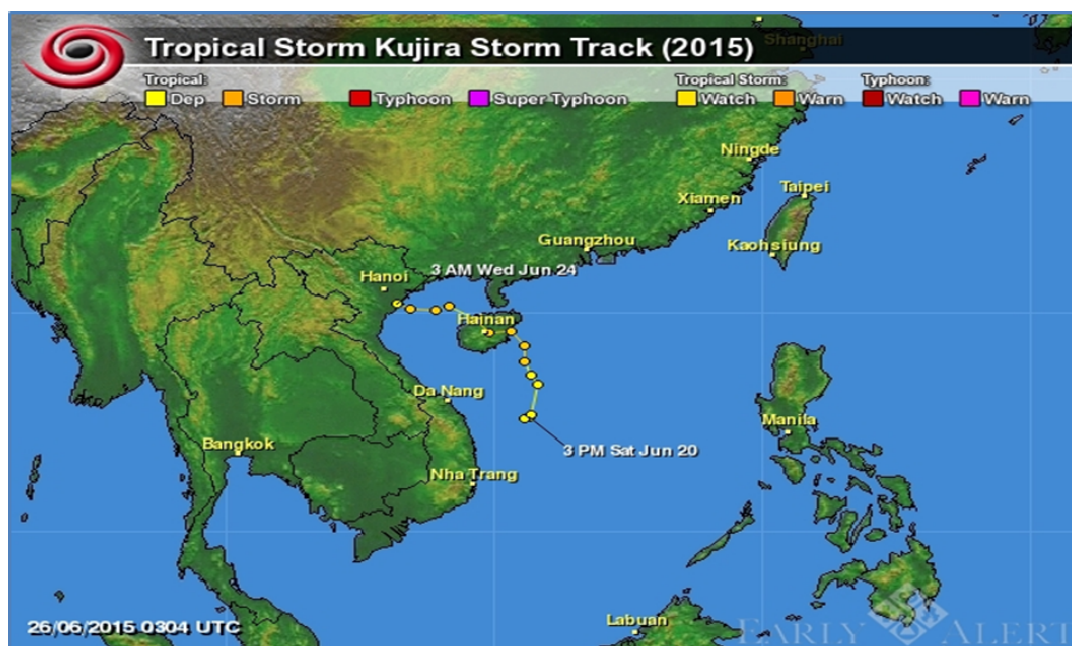 Tropical Storm Kujira Storm Track (2015)
Shanghai
Tropical: Tropical Storm: Typhoon:
Dep Storm Typhoon Super Typhoon Watch Warn Watch Warn
Ningde
Taipei
Xiamen
Guangzhou
Kaohsiung
3 AM Wed Jun 24
Hanoi
Hainan
Da Nang
Manila
Bangkok
3 PM Sat Jun 20
Nha Trang
Labuan
26/06/2015 0304 UTC
EARLY ALERT